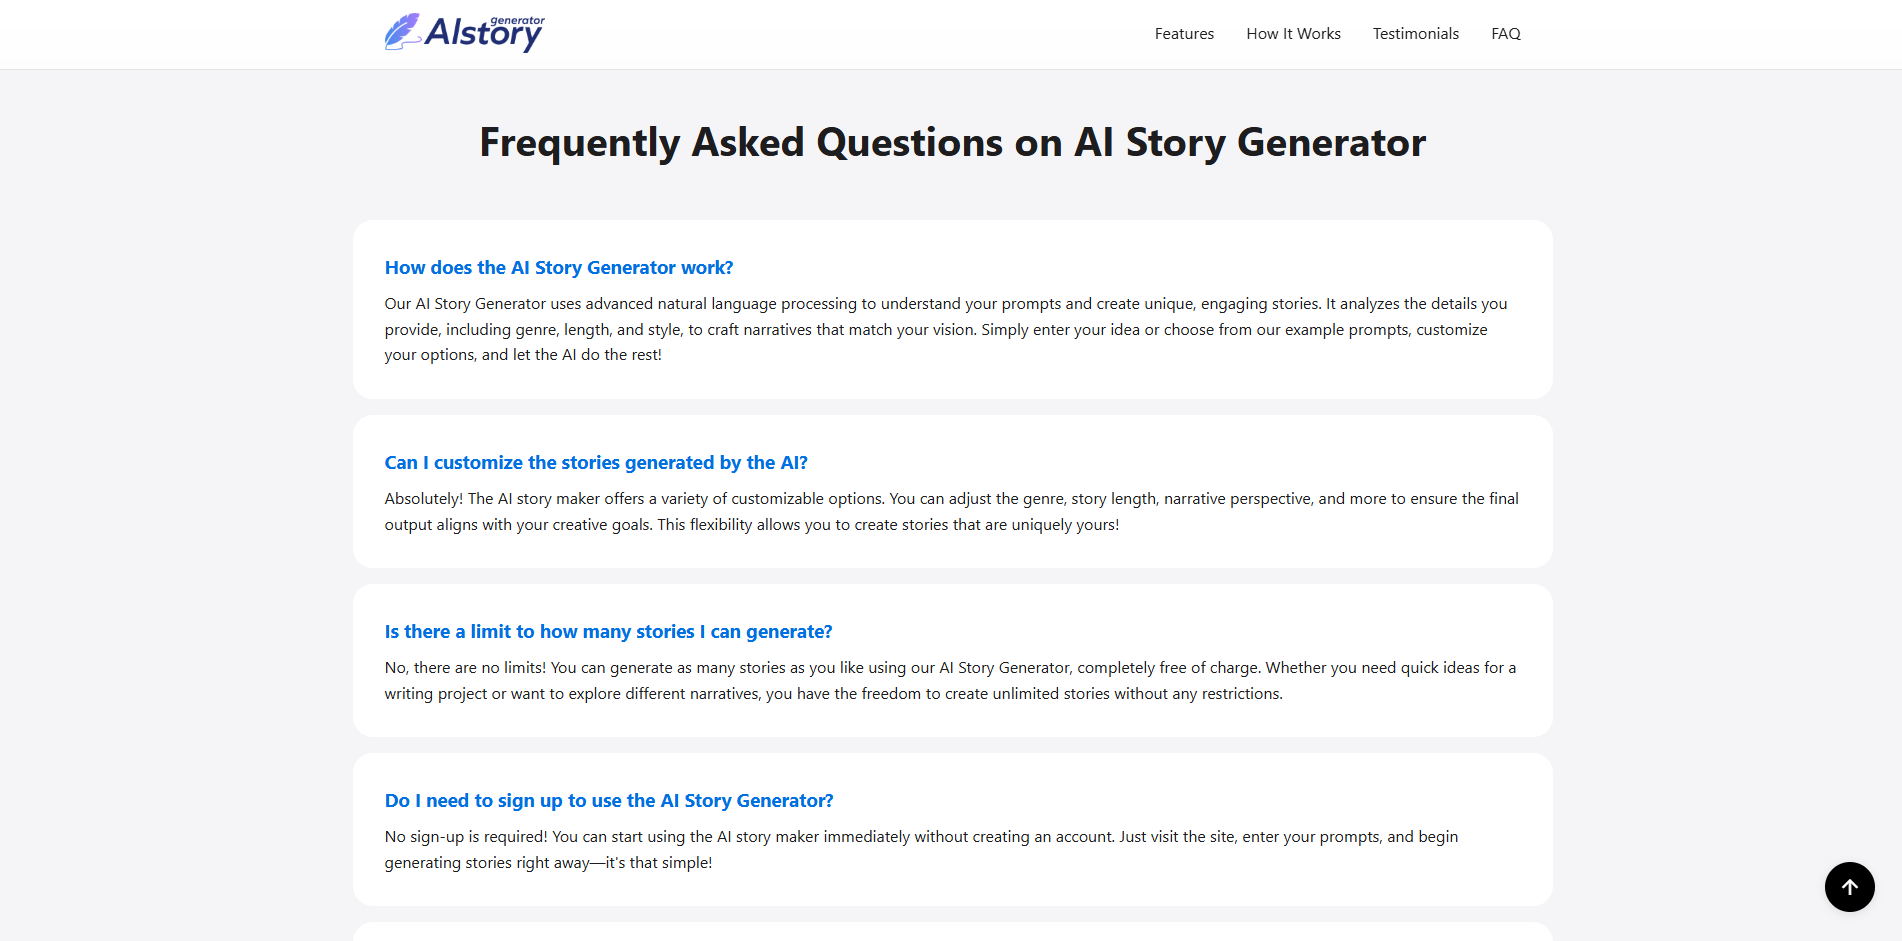 AIstory generator
Features How It Works Testimonials FAQ
Frequently Asked Questions on AI Story Generator
How does the AI Story Generator work?
Our AI Story Generator uses advanced natural language processing to understand your prompts and create unique, engaging stories. It analyzes the details you
provide, including genre, length, and style, to craft narratives that match your vision. Simply enter your idea or choose from our example prompts, customize
your options, and let the AI do the rest!
Can I customize the stories generated by the AI?
Absolutely! The AI story maker offers a variety of customizable options. You can adjust the genre, story length, narrative perspective, and more to ensure the final
output aligns with your creative goals. This flexibility allows you to create stories that are uniquely yours!
Is there a limit to how many stories I can generate?
No, there are no limits! You can generate as many stories as you like using our AI Story Generator, completely free of charge. Whether you need quick ideas for a
writing project or want to explore different narratives, you have the freedom to create unlimited stories without any restrictions.
Do I need to sign up to use the AI Story Generator?
No sign-up is required! You can start using the AI story maker immediately without creating an account. Just visit the site, enter your prompts, and begin
generating stories right away—it's that simple!